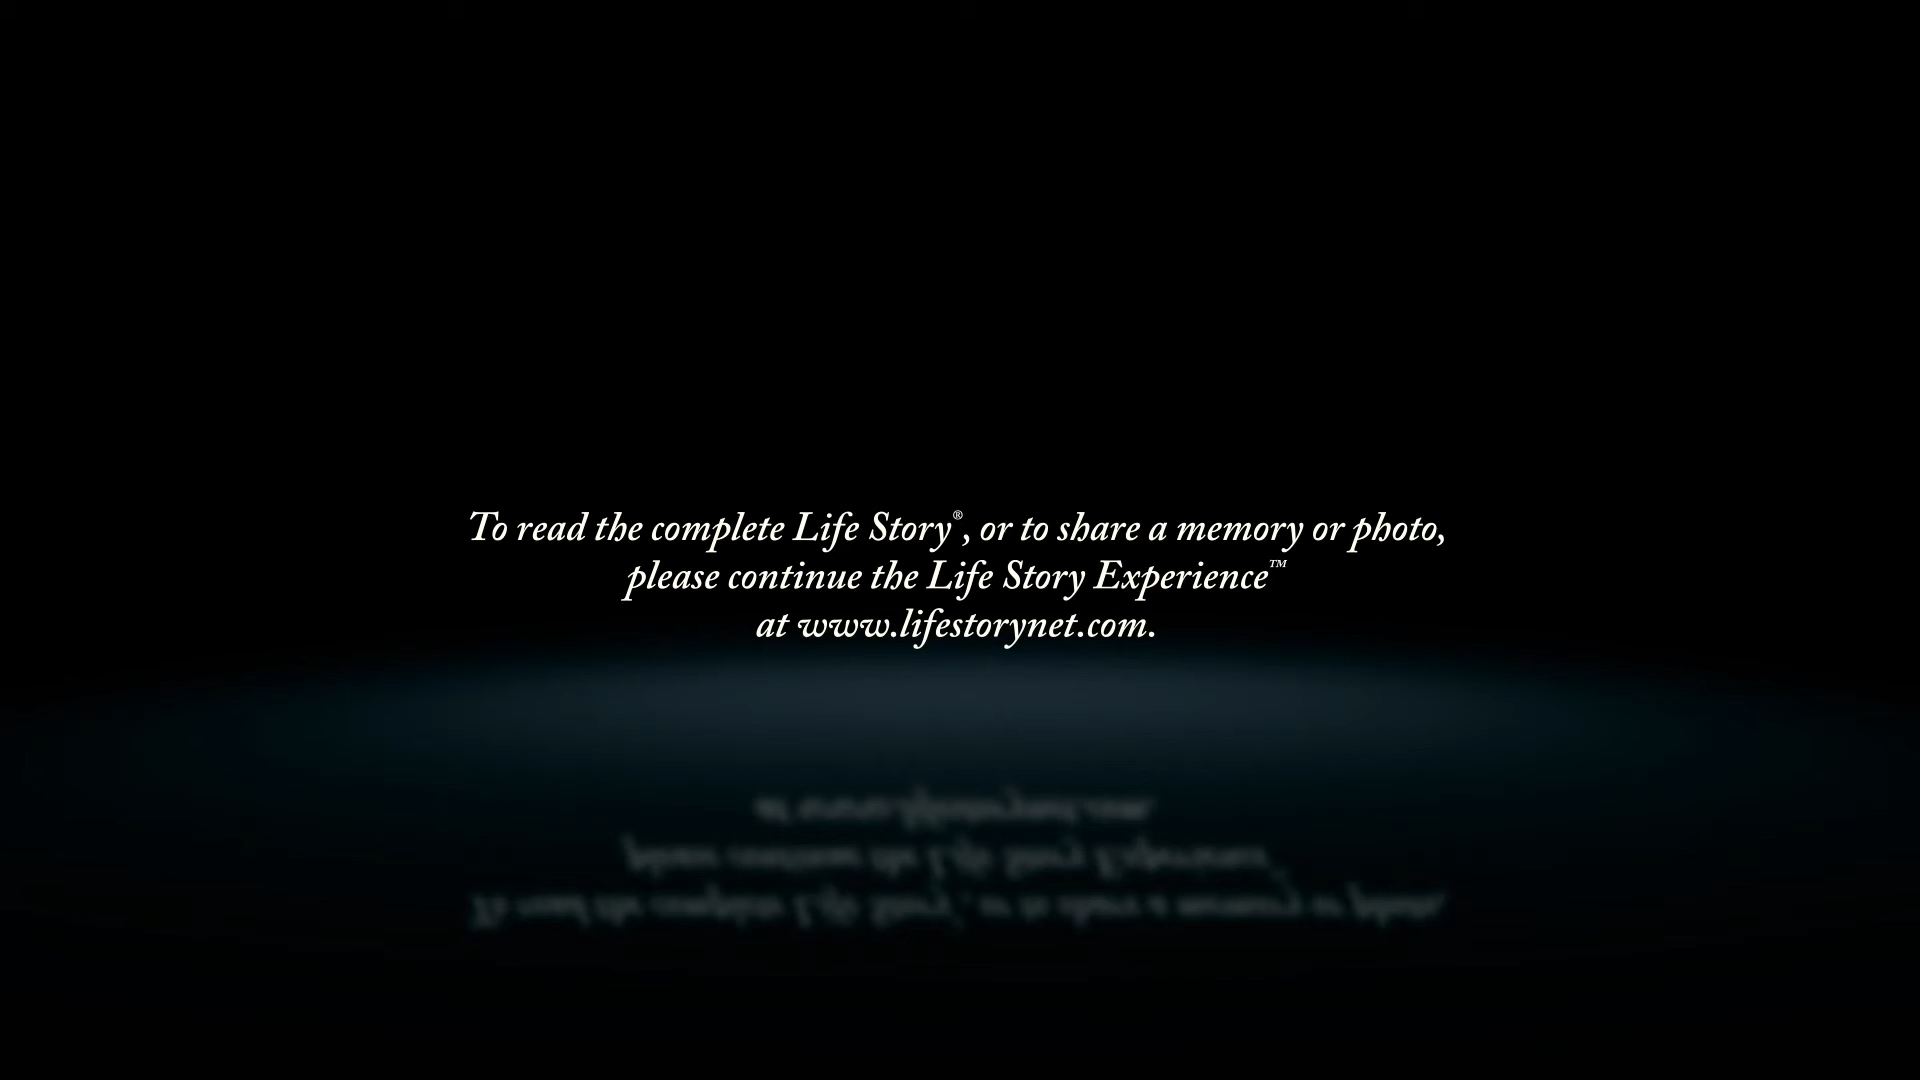 To read the complete Life Story®, or to share a memory or photo,
please continue the Life Story Experience™
at www.lifestorynet.com.